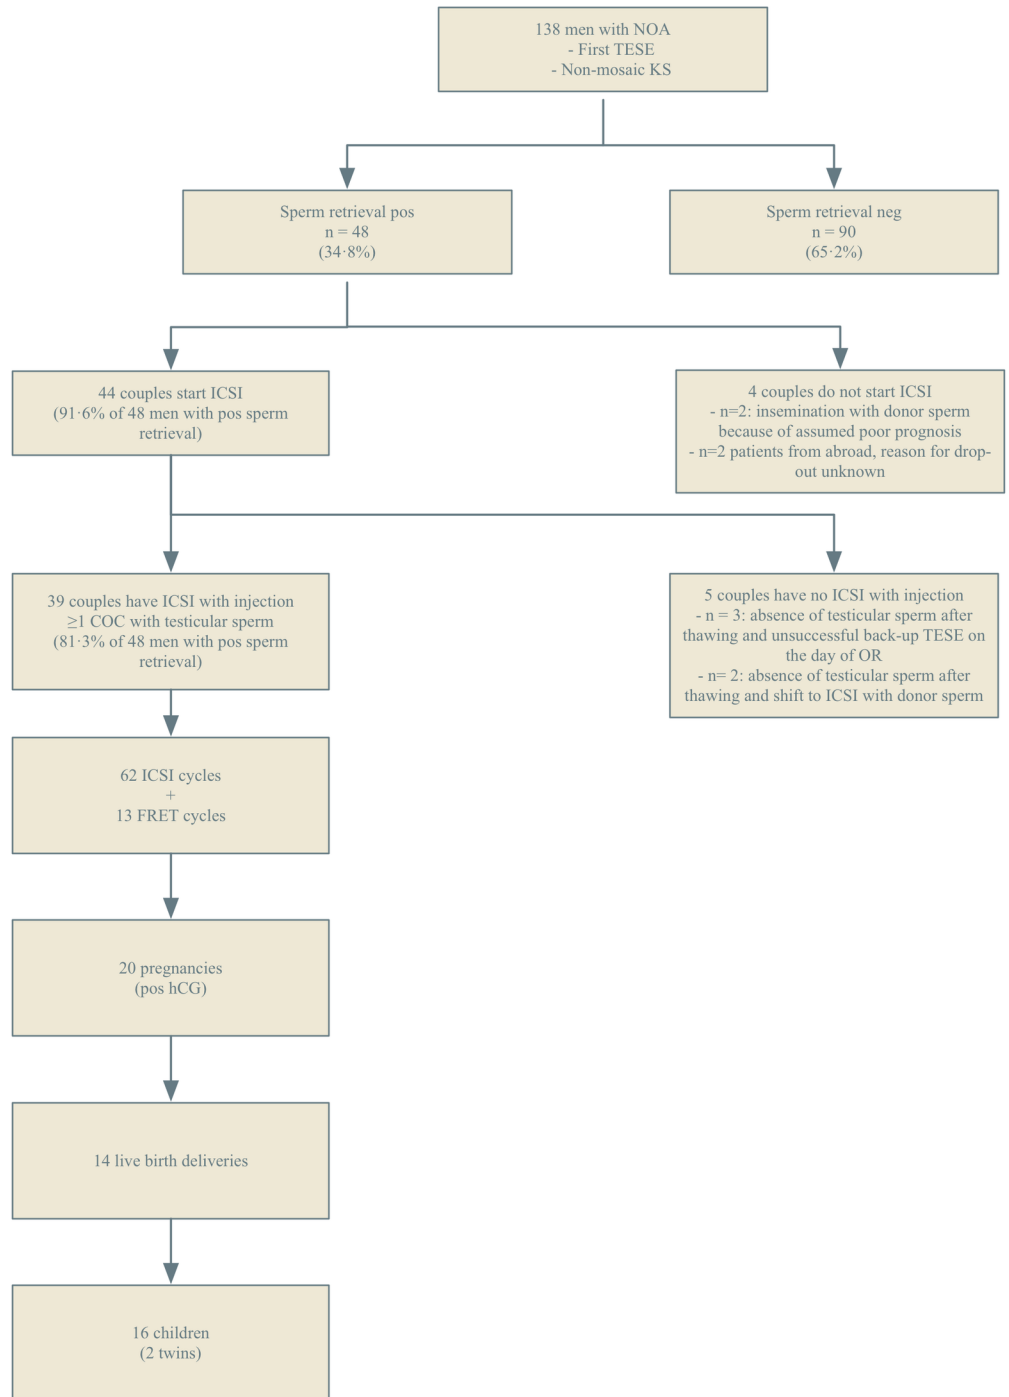 138 men with NOA
- First TESE
- Non-mosaic KS
Sperm retrieval pos
n = 48
(34·8%)
Sperm retrieval neg
n = 90
(65·2%)
44 couples start ICSI
(91·6% of 48 men with pos sperm
retrieval)
4 couples do not start ICSI
- n=2: insemination with donor sperm
because of assumed poor prognosis
- n=2 patients from abroad, reason for drop-
out unknown
39 couples have ICSI with injection
≥1 COC with testicular sperm
(81·3% of 48 men with pos sperm
retrieval)
5 couples have no ICSI with injection
- n = 3: absence of testicular sperm after
thawing and unsuccessful back-up TESE on
the day of OR
- n= 2: absence of testicular sperm after
thawing and shift to ICSI with donor sperm
62 ICSI cycles
+
13 FRET cycles
20 pregnancies
(pos hCG)
14 live birth deliveries
16 children
(2 twins)